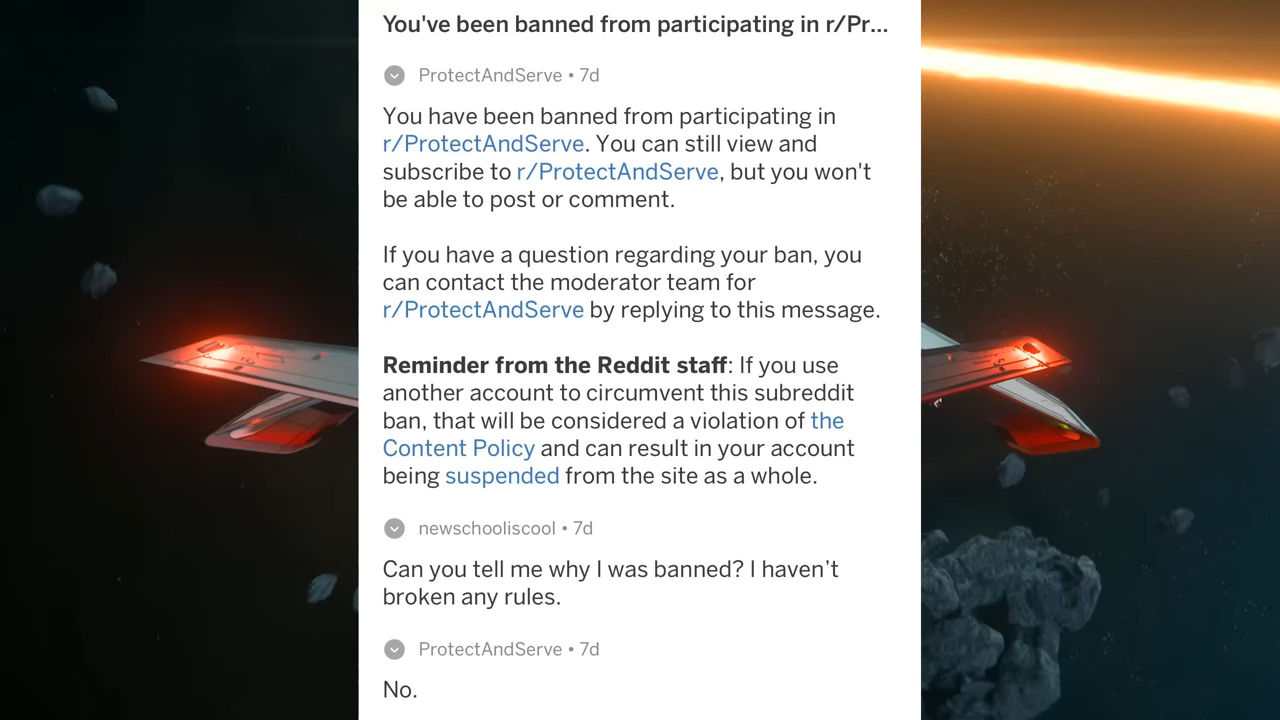 You've been banned from participating in r/Pr...
ProtectAndServe • 7d
You have been banned from participating in
r/ProtectAndServe. You can still view and
subscribe to r/ProtectAndServe, but you won't
be able to post or comment.
If you have a question regarding your ban, you
can contact the moderator team for
r/ProtectAndServe by replying to this message.
Reminder from the Reddit staff: If you use
another account to circumvent this subreddit
ban, that will be considered a violation of the
Content Policy and can result in your account
being suspended from the site as a whole.
newschooliscool • 7d
Can you tell me why I was banned? I haven’t
broken any rules.
ProtectAndServe • 7d
No.